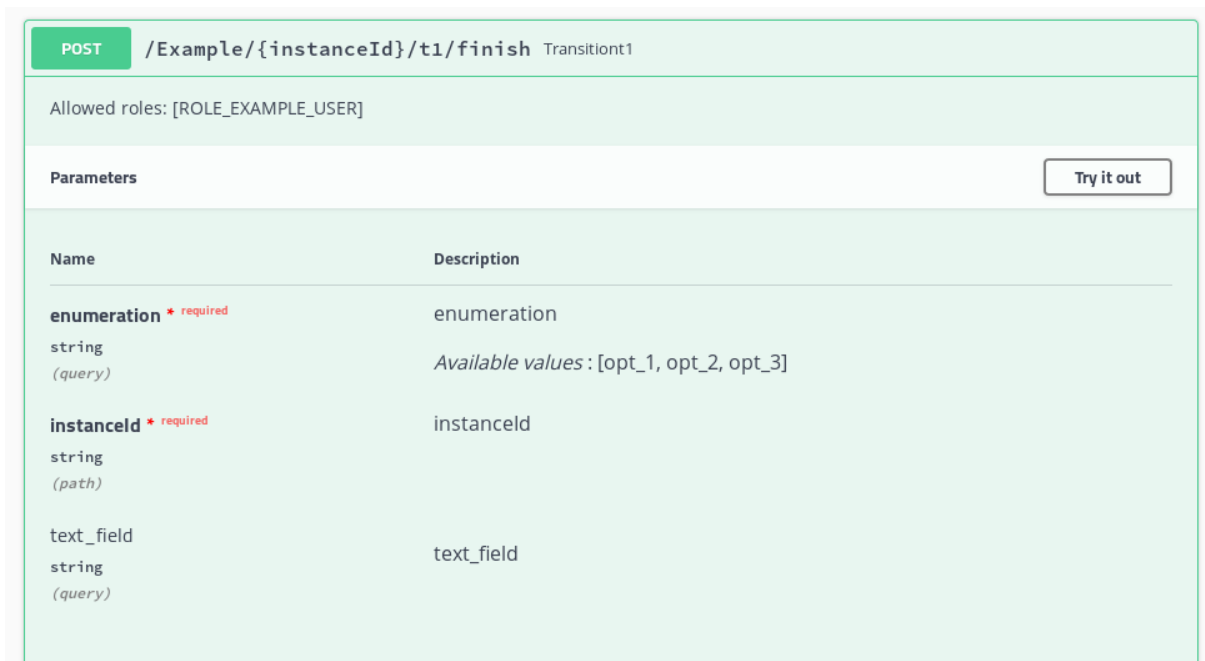 POST /Example/{instanceId}/t1/finish Transitiont1
Allowed roles: [ROLE_EXAMPLE_USER]
Parameters Try it out
Name Description
enumeration * required enumeration
string
Available values : [opt_1, opt_2, opt_3]
(query)
instanceId * required instanceId
string
(path)
text_field
text_field
string
(query)